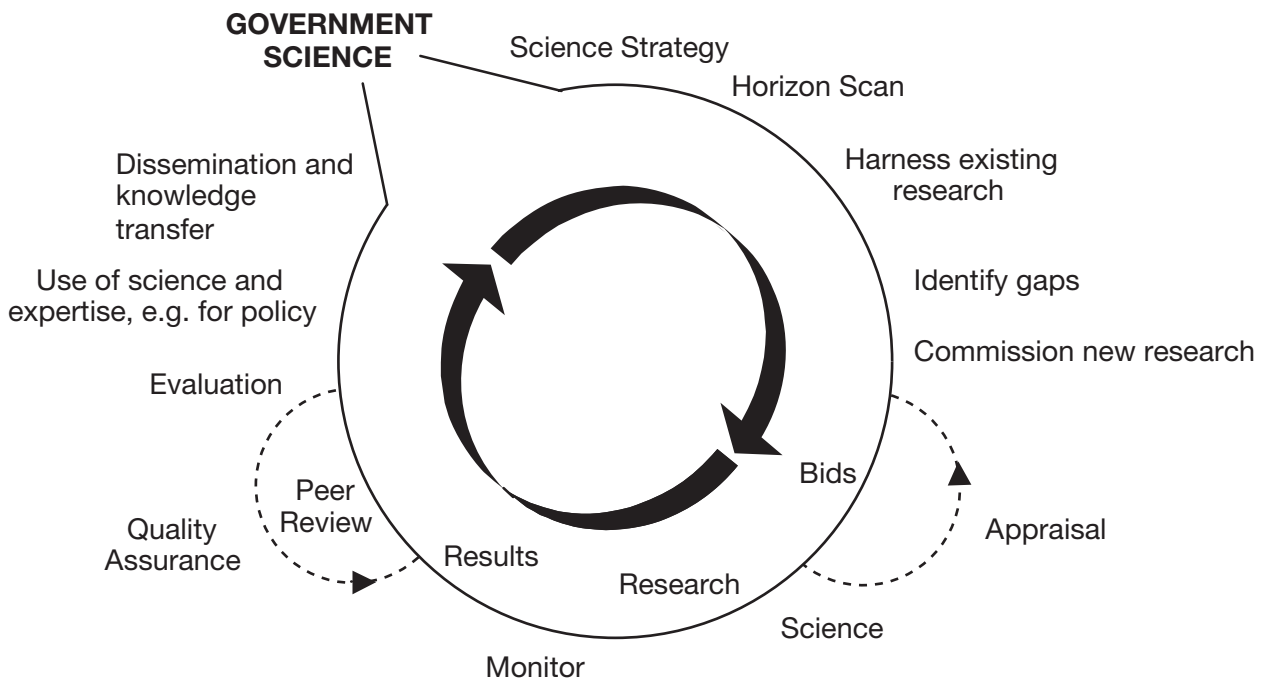 GOVERNMENT
SCIENCE
Science Strategy
Horizon Scan
Harness existing
research
Identify gaps
Commission new research
Bids
Appraisal
Science
Research
Monitor
Results
Peer
Review
Quality
Assurance
Evaluation
Use of science and
expertise, e.g. for policy
Dissemination and
knowledge
transfer